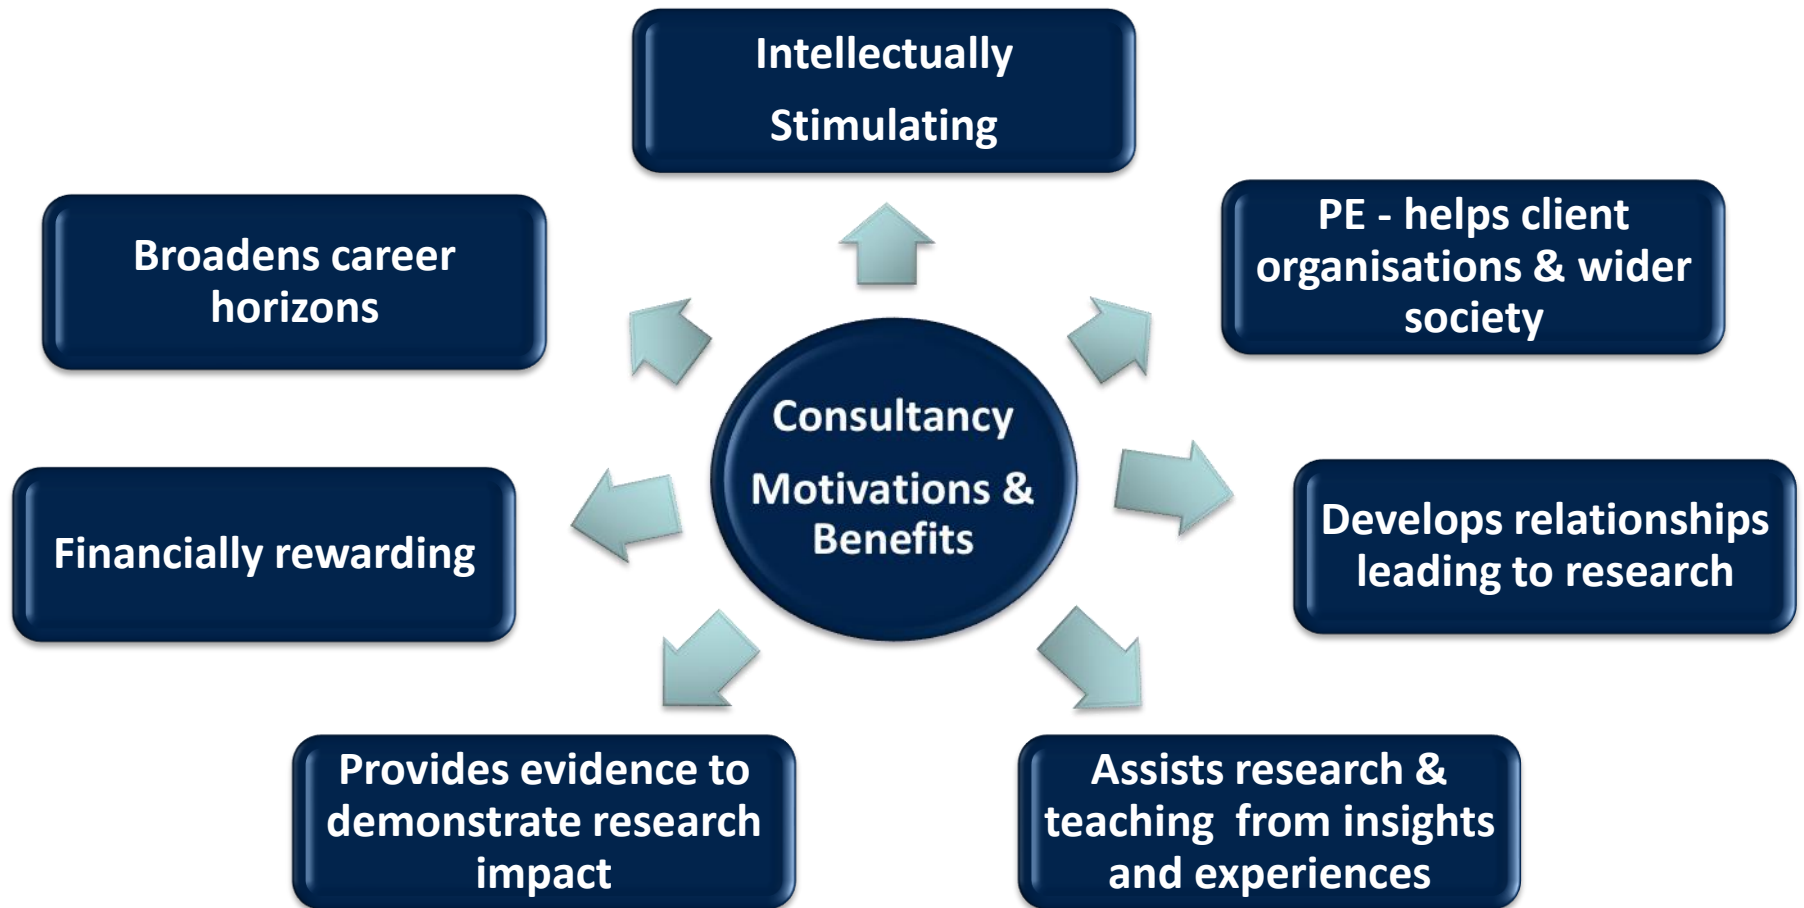 Intellectually
Stimulating
PE - helps client
organisations & wider
society
Broadens career
horizons
Consultancy
Motivations &
Benefits
Develops relationships
leading to research
Financially rewarding
Provides evidence to
demonstrate research
impact
Assists research &
teaching  from insights
and experiences